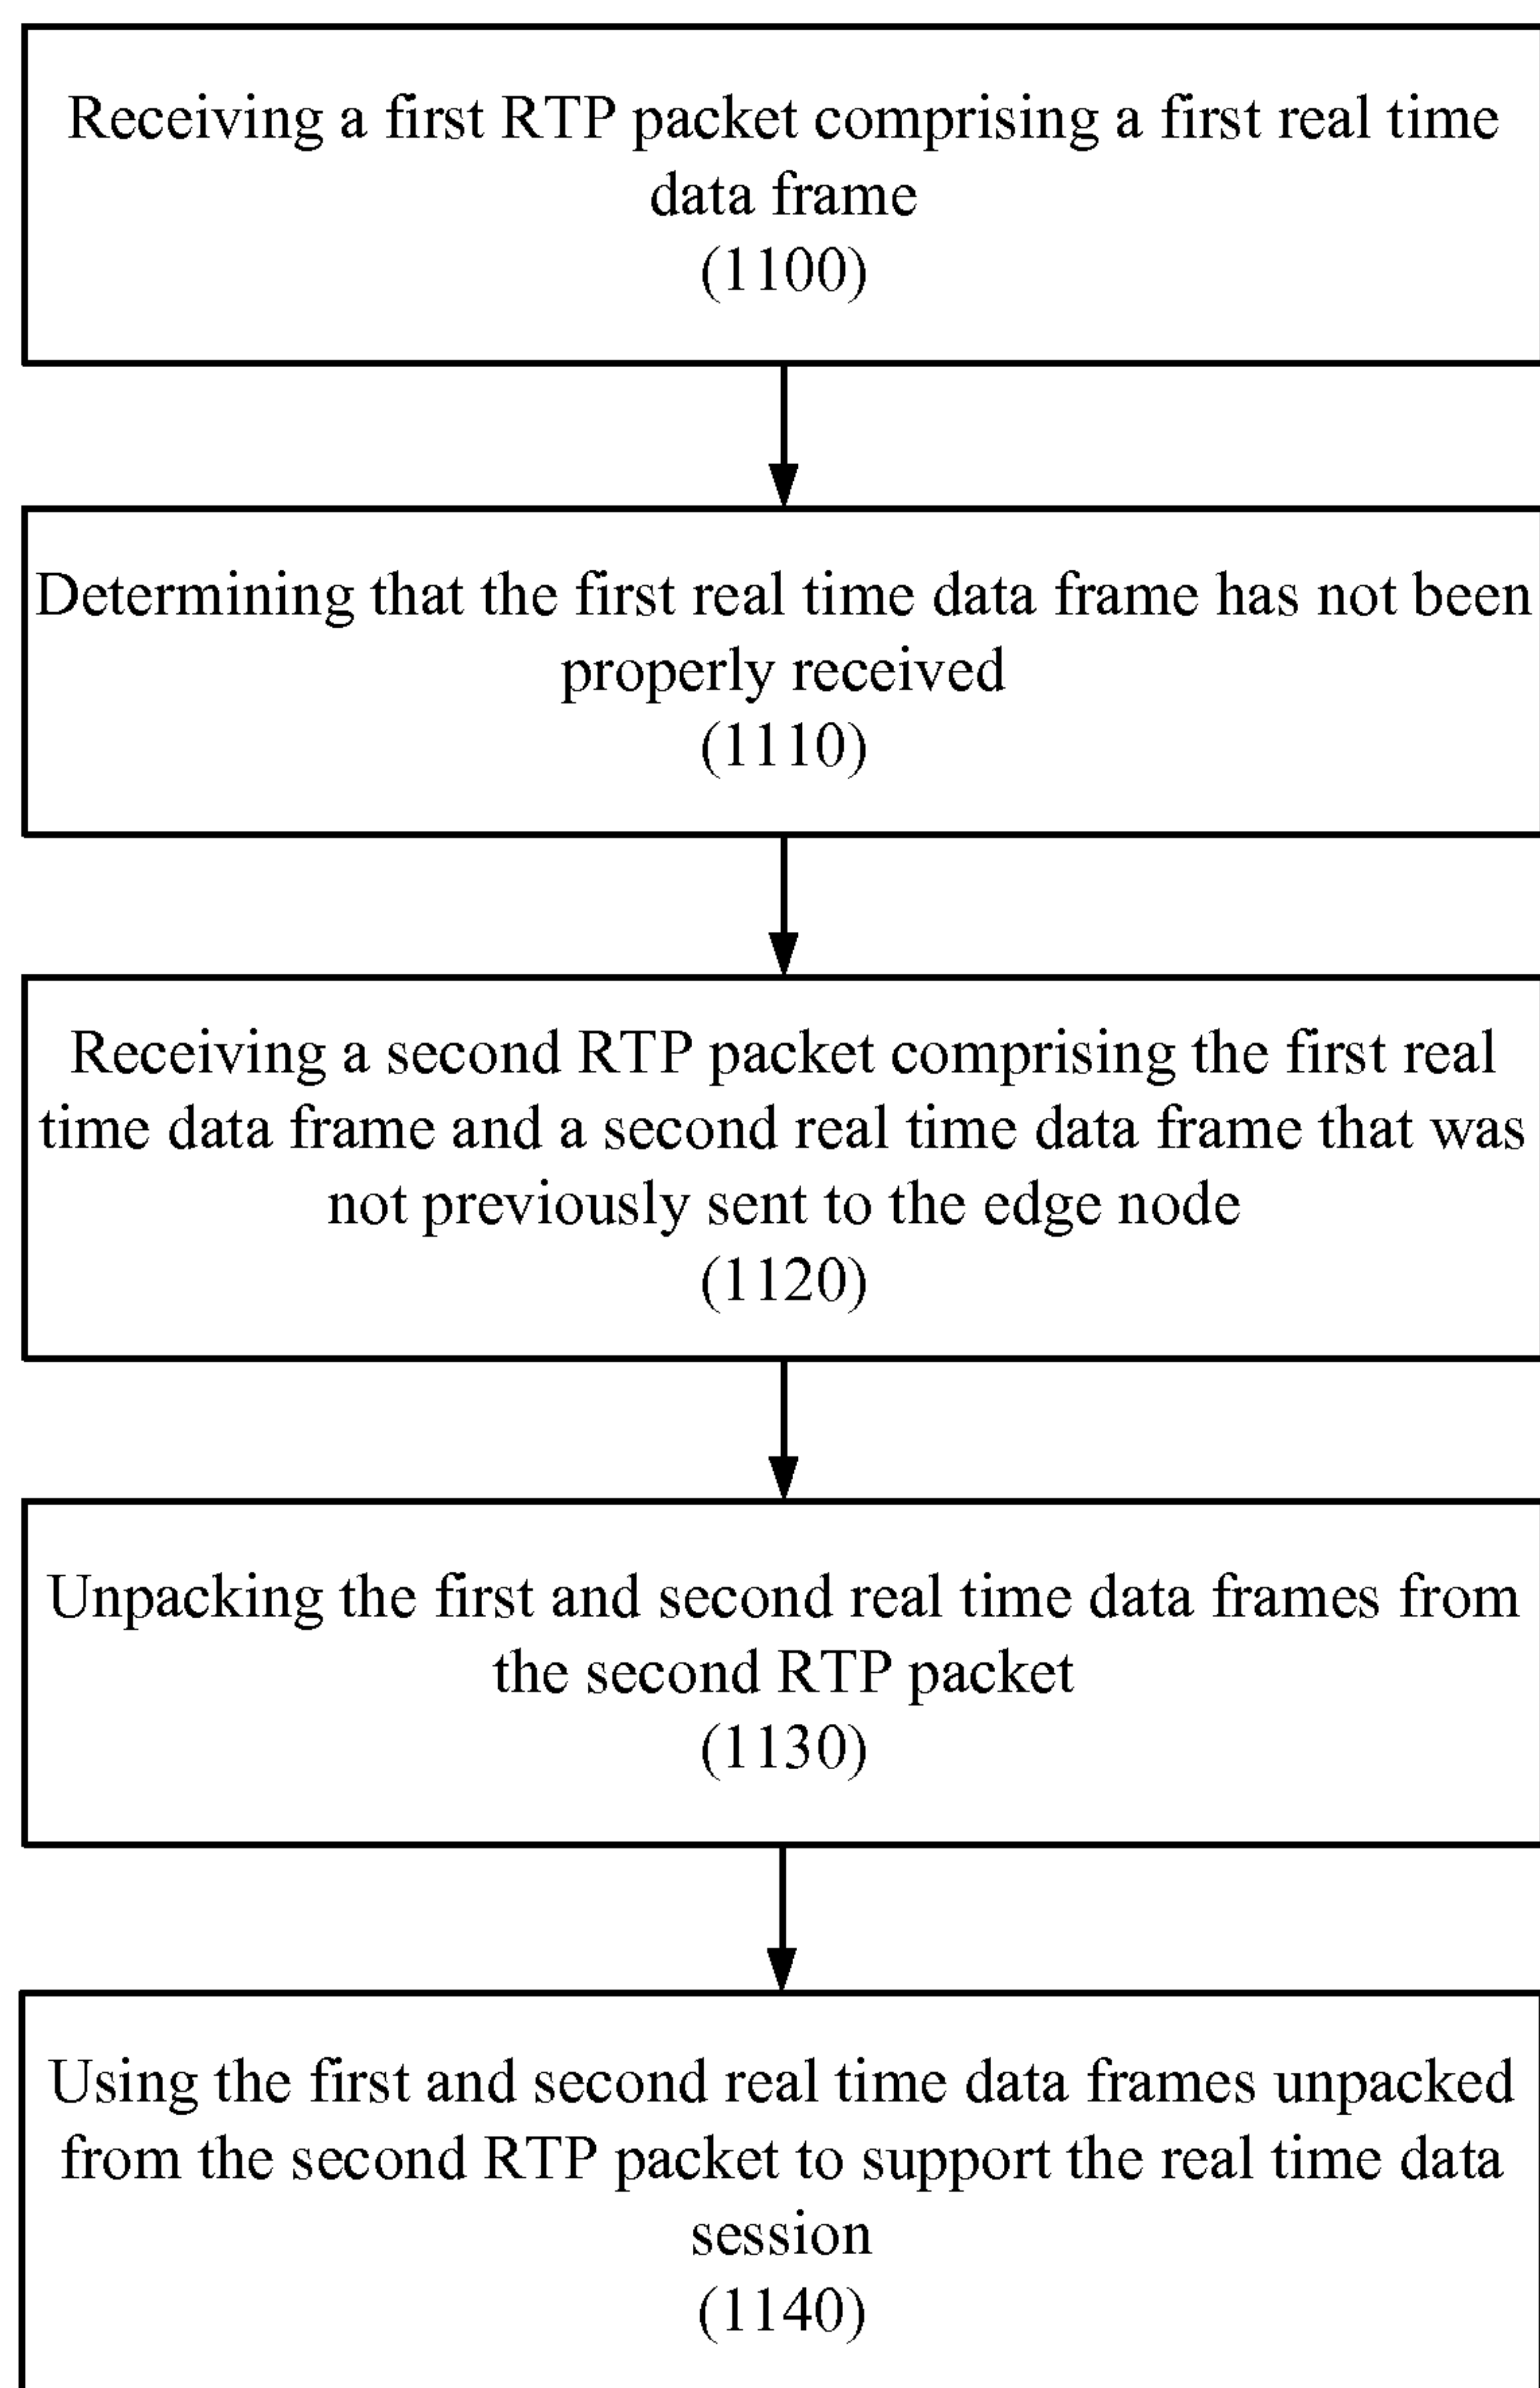 Receiving a first RTP packet comprising a first real time
data frame
(1100)
Determining that the first real time data frame has not been
properly received
(1110)
Receiving a second RTP packet comprising the first real
time data frame and a second real time data frame that was
not previously sent to the edge node
(1120)
Unpacking the first and second real time data frames from
the second RTP packet
(1130)
Using the first and second real time data frames unpacked
from the second RTP packet to support the real time data
session
(1140)